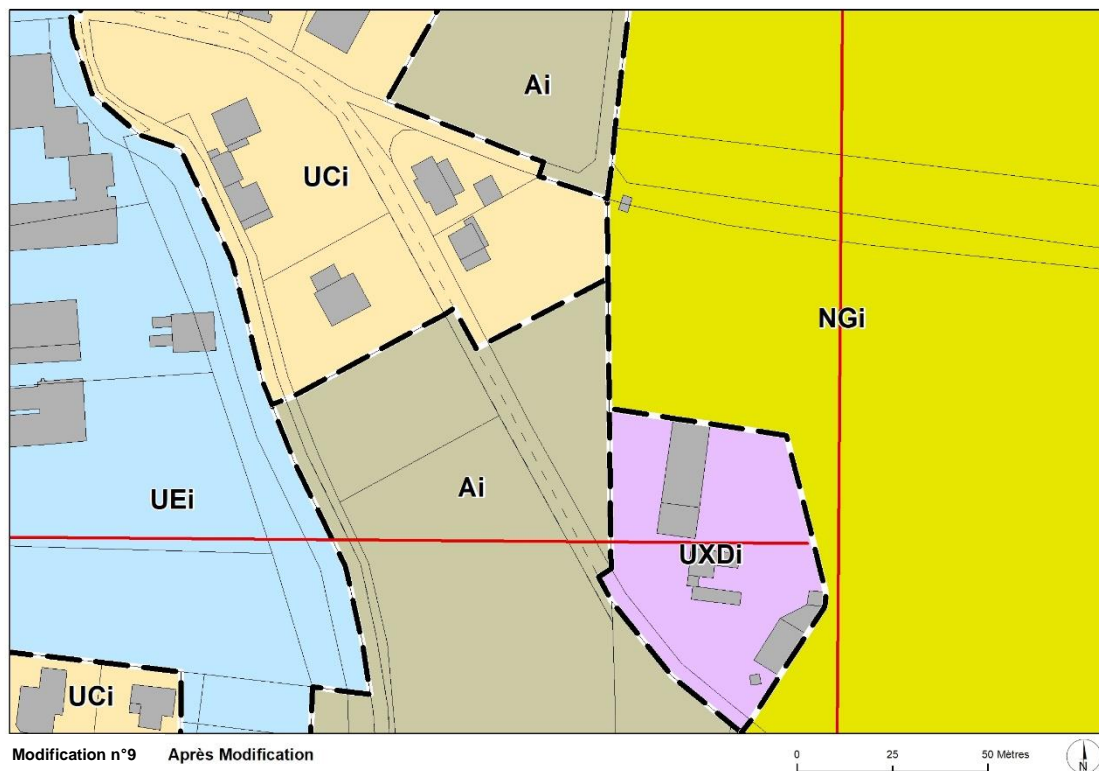 Ai
UCi
NGi
Ai
UEi
UXDi
UCi
Modification n°9 Après Modification
0 25 50 Mètres
N